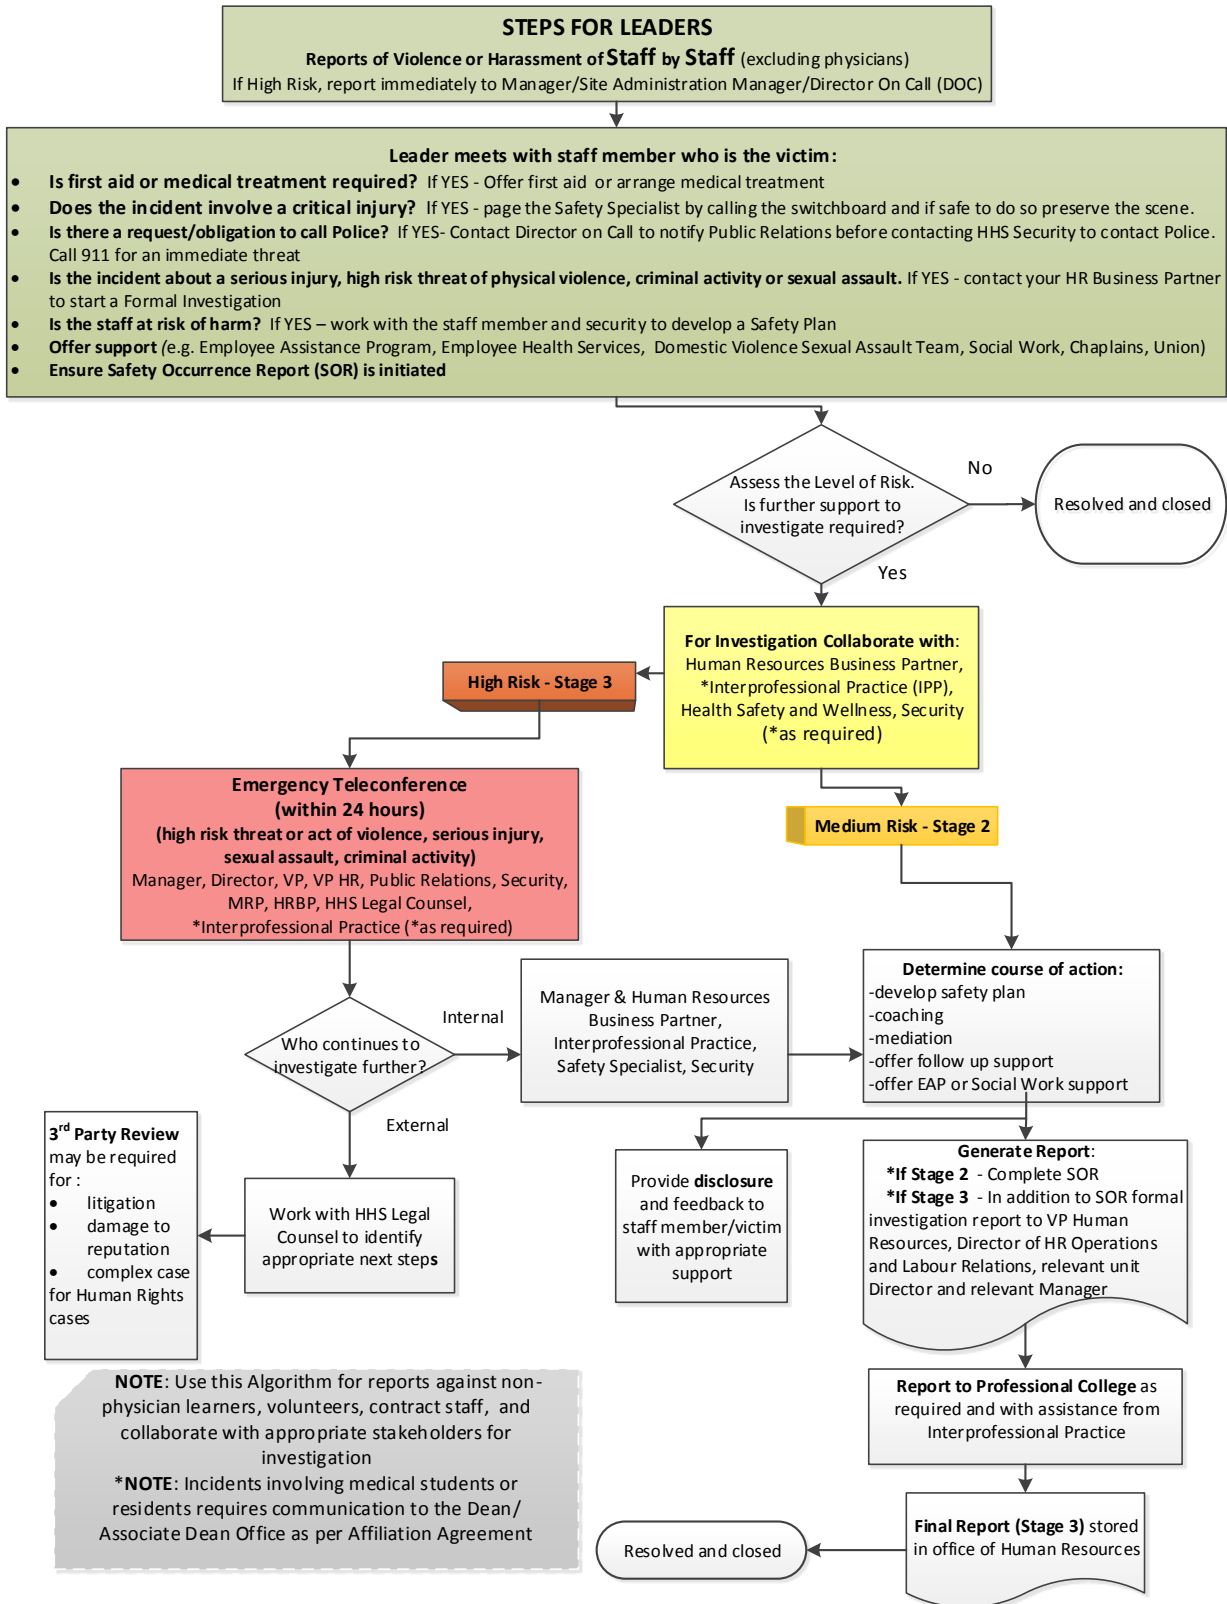 STEPS FOR LEADERS
Reports of Violence or Harassment of Staff by Staff (excluding physicians)
If High Risk, report immediately to Manager/Site Administration Manager/Director On Call (DOC)
Leader meets with staff member who is the victim:
• Is first aid or medical treatment required? If YES - Offer first aid or arrange medical treatment
• Does the incident involve a critical injury? If YES - page the Safety Specialist by calling the switchboard and if safe to do so preserve the scene.
• Is there a request/obligation to call Police? If YES- Contact Director on Call to notify Public Relations before contacting HHS Security to contact Police.
Call 911 for an immediate threat
• Is the incident about a serious injury, high risk threat of physical violence, criminal activity or sexual assault. If YES - contact your HR Business Partner
to start a Formal Investigation
• Is the staff at risk of harm? If YES – work with the staff member and security to develop a Safety Plan
• Offer support (e.g. Employee Assistance Program, Employee Health Services, Domestic Violence Sexual Assault Team, Social Work, Chaplains, Union)
• Ensure Safety Occurrence Report (SOR) is initiated
Assess the Level of Risk.
Is further support to
investigate required?
No
Resolved and closed
Yes
For Investigation Collaborate with:
Human Resources Business Partner,
*Interprofessional Practice (IPP),
Health Safety and Wellness, Security
(*as required)
High Risk - Stage 3
Emergency Teleconference
(within 24 hours)
(high risk threat or act of violence, serious injury,
sexual assault, criminal activity)
Manager, Director, VP, VP HR, Public Relations, Security,
MRP, HRBP, HHS Legal Counsel,
*Interprofessional Practice (*as required)
Medium Risk - Stage 2
Who continues to
investigate further?
Internal
Manager & Human Resources
Business Partner,
Interprofessional Practice,
Safety Specialist, Security
Determine course of action:
-develop safety plan
-coaching
-mediation
-offer follow up support
-offer EAP or Social Work support
External
Work with HHS Legal
Counsel to identify
appropriate next steps
3rd Party Review
may be required
for :
• litigation
• damage to
reputation
• complex case
for Human Rights
cases
Provide disclosure
and feedback to
staff member/victim
with appropriate
support
Generate Report:
*If Stage 2 - Complete SOR
*If Stage 3 - In addition to SOR formal
investigation report to VP Human
Resources, Director of HR Operations
and Labour Relations, relevant unit
Director and relevant Manager
Report to Professional College as
required and with assistance from
Interprofessional Practice
Final Report (Stage 3) stored
in office of Human Resources
Resolved and closed
NOTE: Use this Algorithm for reports against non-
physician learners, volunteers, contract staff, and
collaborate with appropriate stakeholders for
investigation
*NOTE: Incidents involving medical students or
residents requires communication to the Dean/
Associate Dean Office as per Affiliation Agreement